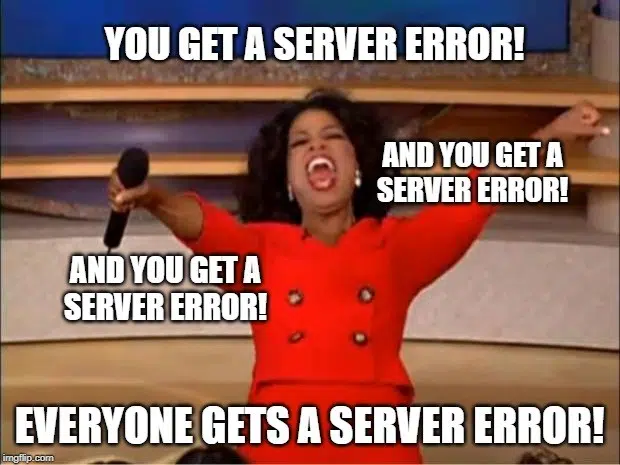 YOU GET A SERVER ERROR!
AND YOU GET A
SERVER ERROR!
AND YOU GET A
SERVER ERROR!
EVERYONE GETS A SERVER ERROR!
imgflip.com